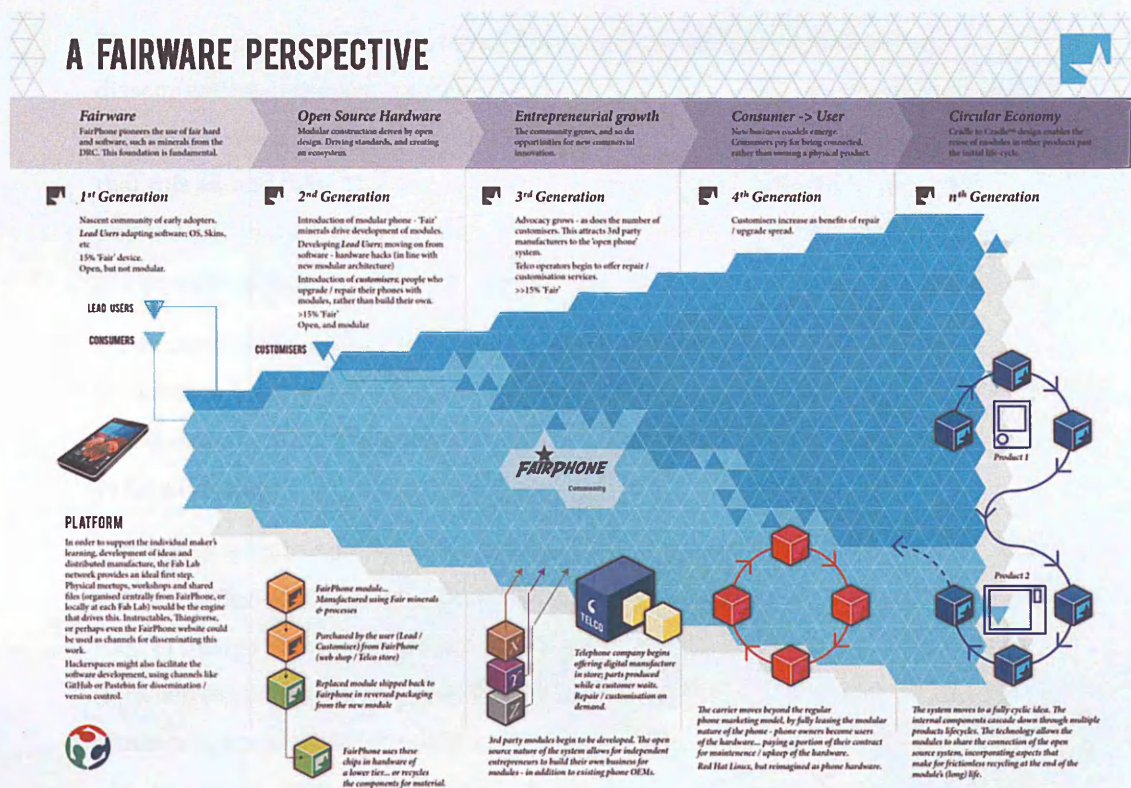 A FAIRWARE PERSPECTIVE
Fairware
FairPhone pioneers the use of fair hard
and software, such as minerals from the
DRC. This foundation is fundamental.
Open Source Hardware
Modular construction driven by open
design. Driving standards, and creating
an ecosystem.
Entrepreneurial growth
The community grows, and so do
opportunities for new commercial
innovation.
Consumer -> User
New business models emerge.
Consumers pay for being connected,
rather than owning a physical product.
Circular Economy
Cradle to Cradle™ design enables the
reuse of modules in other products past
the initial life-cycle.
1st Generation
Nascent community of early adopters.
Lead Users adapting software; OS, Skins,
etc
15% 'Fair' device.
Open, but not modular.
2nd Generation
Introduction of modular phone - 'Fair'
minerals drive development of modules.
Developing Lead Users; moving on from
software - hardware hacks (in line with
new modular architecture)
Introduction of customisers; people who
upgrade / repair their phones with
modules, rather than build their own.
>15% 'Fair'
Open, and modular
3rd Generation
Advocacy grows - as does the number of
customisers. This attracts 3rd party
manufacturers to the 'open phone'
system.
Telco operators begin to offer repair /
customisation services.
>>15% 'Fair'
4th Generation
Customisers increase as benefits of repair
/ upgrade spread.
nth Generation
LEAD USERS
CONSUMERS
CUSTOMISERS
FAIRPHONE
Community
Product 1
Product 2
PLATFORM
In order to support the individual maker's
learning, development of ideas and
distributed manufacture, the Fab Lab
network provides an ideal first step.
Physical meetups, workshops and shared
files (organised centrally from FairPhone, or
locally at each Fab Lab) would be the engine
that drives this. Instructables, Thingiverse,
or perhaps even the FairPhone website could
be used as channels for disseminating this
work.
Hackerspaces might also facilitate the
software development, using channels like
GitHub or Pastebin for dissemination /
version control.
FairPhone module...
Manufactured using Fair minerals
& processes
Purchased by the user (Lead /
Customiser) from FairPhone
(web shop / Telco store)
Replaced module shipped back to
Fairphone in reversed packaging
from the new module
FairPhone uses these
chips in hardware of
a lower tier... or recycles
the components for material.
X
?
Z
3rd party modules begin to be developed. The open
source nature of the system allows for independent
entrepreneurs to build their own business for
modules - in addition to existing phone OEMs.
TELCO
Telephone company begins
offering digital manufacture
in store; parts produced
while a customer waits.
Repair / customisation on
demand.
The carrier moves beyond the regular
phone marketing model, by fully leasing the modular
nature of the phone - phone owners become users
of the hardware... paying a portion of their contract
for maintenence / upkeep of the hardware.
Red Hat Linux, but reimagined as phone hardware.
The system moves to a fully cyclic idea. The
internal components cascade down through multiple
products lifecycles. The technology allows the
modules to share the connection of the open
source system, incorporating aspects that
make for frictionless recycling at the end of the
module's (long) life.